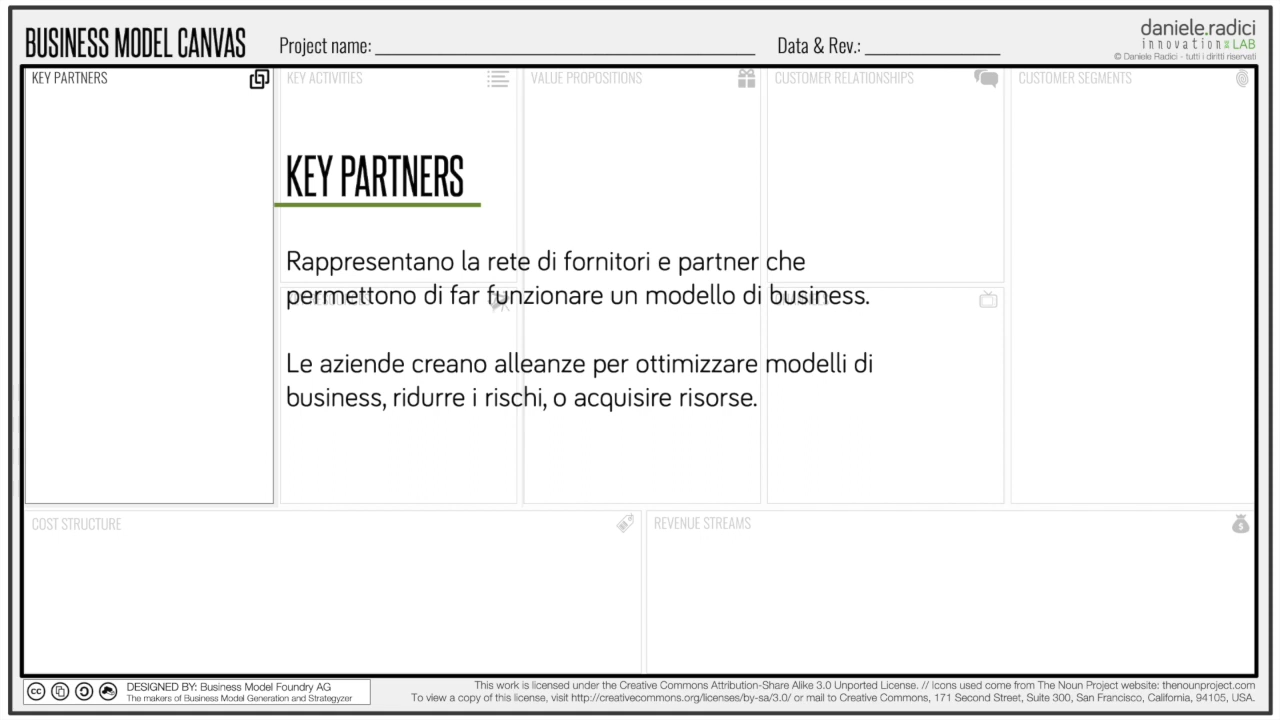 BUSINESS MODEL CANVAS
Project name:
Data & Rev.:
daniele.radici
innovation LAB
© Daniele Radici - tutti i diritti riservati
KEY PARTNERS
KEY ACTIVITIES
VALUE PROPOSITIONS
CUSTOMER RELATIONSHIPS
CUSTOMER SEGMENTS
KEY PARTNERS
Rappresentano la rete di fornitori e partner che
permettono di far funzionare un modello di business.
Le aziende creano alleanze per ottimizzare modelli di
business, ridurre i rischi, o acquisire risorse.
COST STRUCTURE
REVENUE STREAMS
DESIGNED BY: Business Model Foundry AG
The makers of Business Model Generation and Strategyzer
This work is licensed under the Creative Commons Attribution-Share Alike 3.0 Unported License. // Icons used come from The Noun Project website: thenounproject.com
To view a copy of this license, visit http://creativecommons.org/licenses/by-sa/3.0/ or mail to Creative Commons, 171 Second Street, Suite 300, San Francisco, California, 94105, USA.